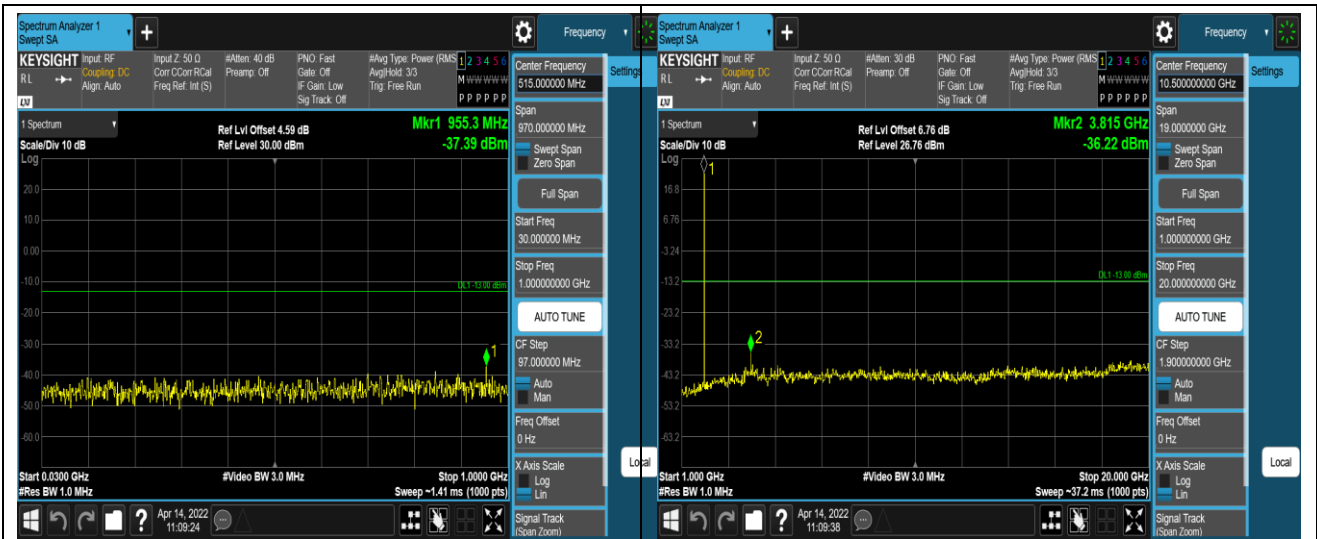 Spectrum Analyzer 1
Swept SA
+
Frequency
KEYSIGHT
RL
LXI
Input: RF
Coupling: DC
Align: Auto
Input Z: 50 Ω
Corr CCorr RCal
Freq Ref: Int (S)
#Atten: 40 dB
Preamp: Off
PNO: Fast
Gate: Off
IF Gain: Low
Sig Track: Off
#Avg Type: Power (RMS
Avg|Hold: 3/3
Trig: Free Run
1 2 3 4 5 6
M W W W W W
P P P P P P
1 Spectrum
Scale/Div 10 dB
Log
Ref Lvl Offset 4.59 dB
Ref Level 30.00 dBm
Mkr1 955.3 MHz
-37.39 dBm
20.0
10.0
0.00
-10.0
DL1 -13.00 dBm
-20.0
-30.0
1
-40.0
-50.0
-60.0
Start 0.0300 GHz
#Res BW 1.0 MHz
#Video BW 3.0 MHz
Stop 1.0000 GHz
Sweep ~1.41 ms (1000 pts)
Center Frequency
515.000000 MHz
Span
970.000000 MHz
Swept Span
Zero Span
Full Span
Start Freq
30.000000 MHz
Stop Freq
1.000000000 GHz
AUTO TUNE
CF Step
97.000000 MHz
Auto
Man
Freq Offset
0 Hz
X Axis Scale
Log
Lin
Signal Track
(Span Zoom)
Settings
Local
?
Apr 14, 2022
11:09:24
Spectrum Analyzer 1
Swept SA
+
Frequency
KEYSIGHT
RL
LXI
Input: RF
Coupling: DC
Align: Auto
Input Z: 50 Ω
Corr CCorr RCal
Freq Ref: Int (S)
#Atten: 30 dB
Preamp: Off
PNO: Fast
Gate: Off
IF Gain: Low
Sig Track: Off
#Avg Type: Power (RMS
Avg|Hold: 3/3
Trig: Free Run
1 2 3 4 5 6
M W W W W W
P P P P P P
1 Spectrum
Scale/Div 10 dB
Log
Ref Lvl Offset 6.76 dB
Ref Level 26.76 dBm
Mkr2 3.815 GHz
-36.22 dBm
1
16.8
6.76
-3.24
DL1 -13.00 dBm
-13.2
-23.2
-33.2
2
-43.2
-53.2
-63.2
Start 1.000 GHz
#Res BW 1.0 MHz
#Video BW 3.0 MHz
Stop 20.000 GHz
Sweep ~37.2 ms (1000 pts)
Center Frequency
10.500000000 GHz
Span
19.0000000 GHz
Swept Span
Zero Span
Full Span
Start Freq
1.000000000 GHz
Stop Freq
20.000000000 GHz
AUTO TUNE
CF Step
1.900000000 GHz
Auto
Man
Freq Offset
0 Hz
X Axis Scale
Log
Lin
Signal Track
(Span Zoom)
Settings
Local
?
Apr 14, 2022
11:09:38